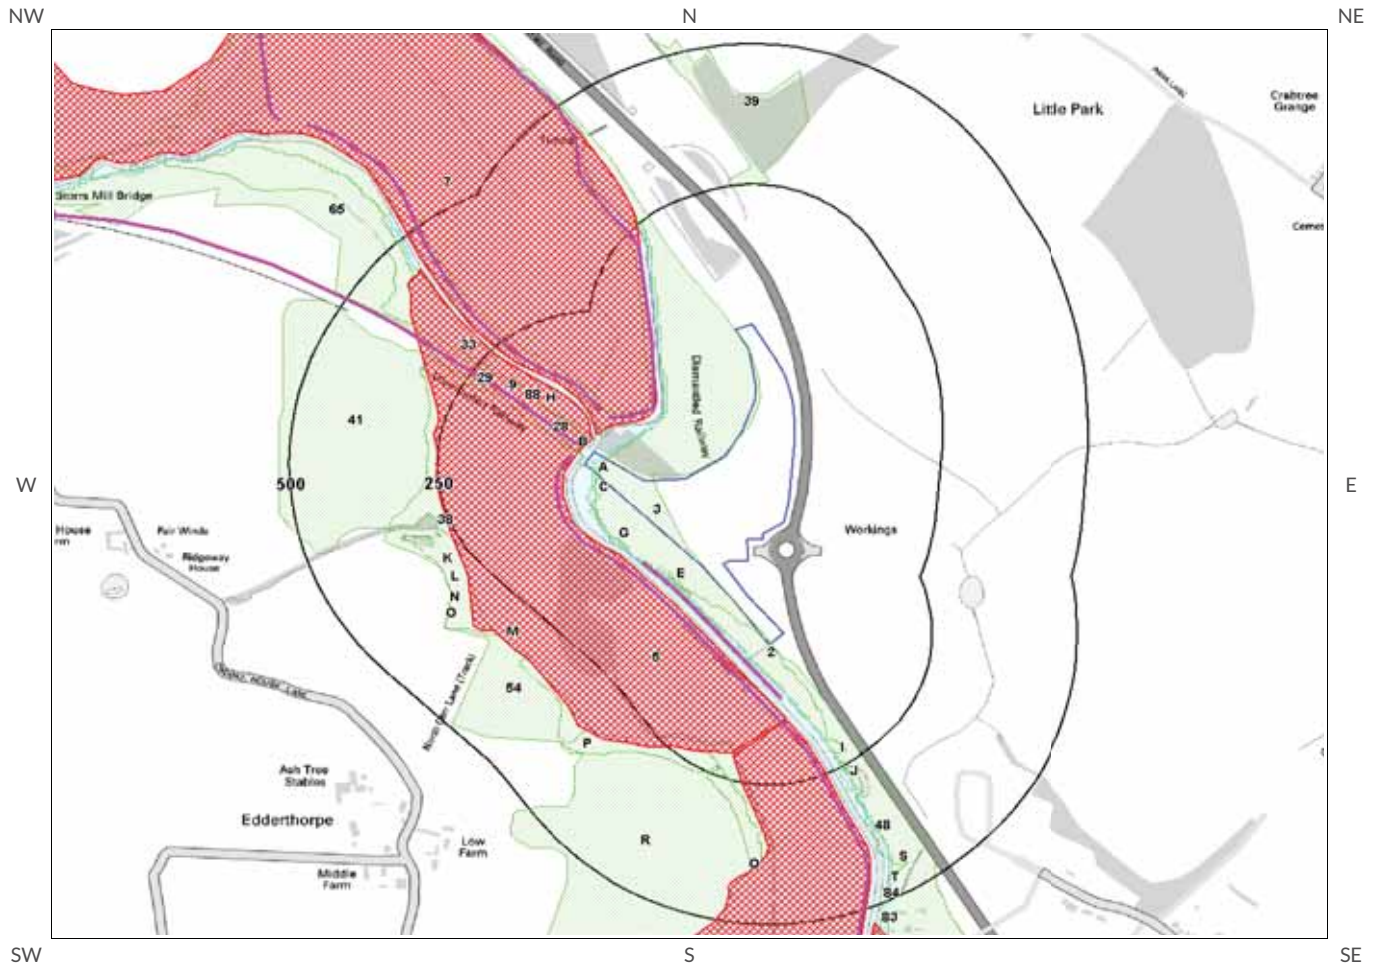 NW
N
NE
39
Little Park
Crabtree
Grange
7
Storrs Mill Bridge
65
33
29
9
88
H
28
B
Dismantled Railway
41
A
C
W
500
250
E
3
38
G
House
Fair Winds
Ridgeway
House
Workings
K
L
N
O
E
M
6
2
54
P
I
J
Ash Tree
Stables
Edderthorpe
Low
Farm
R
48
Middle
Farm
S
T
84
83
SW
S
SE